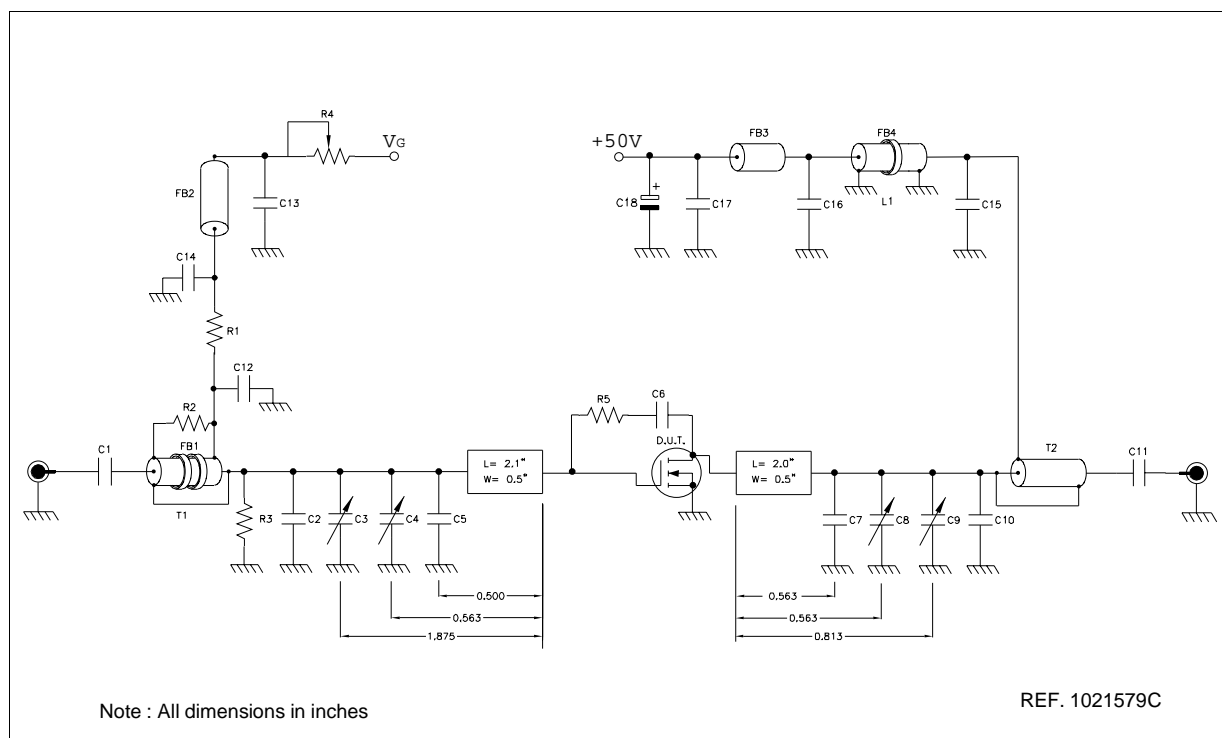 R4
VG
+50V
FB3
FB4
FB2
C13
C18
+
C17
C16
L1
C15
C14
R1
C12
R2
R5
C6
C1
FB1
D.U.T.
L= 2.1"
W= 0.5"
L= 2.0"
W= 0.5"
T2
C11
T1
R3
C2
C3
C4
C5
C7
C8
C9
C10
0.500
0.563
0.563
0.563
1.875
0.813
Note : All dimensions in inches
REF. 1021579C